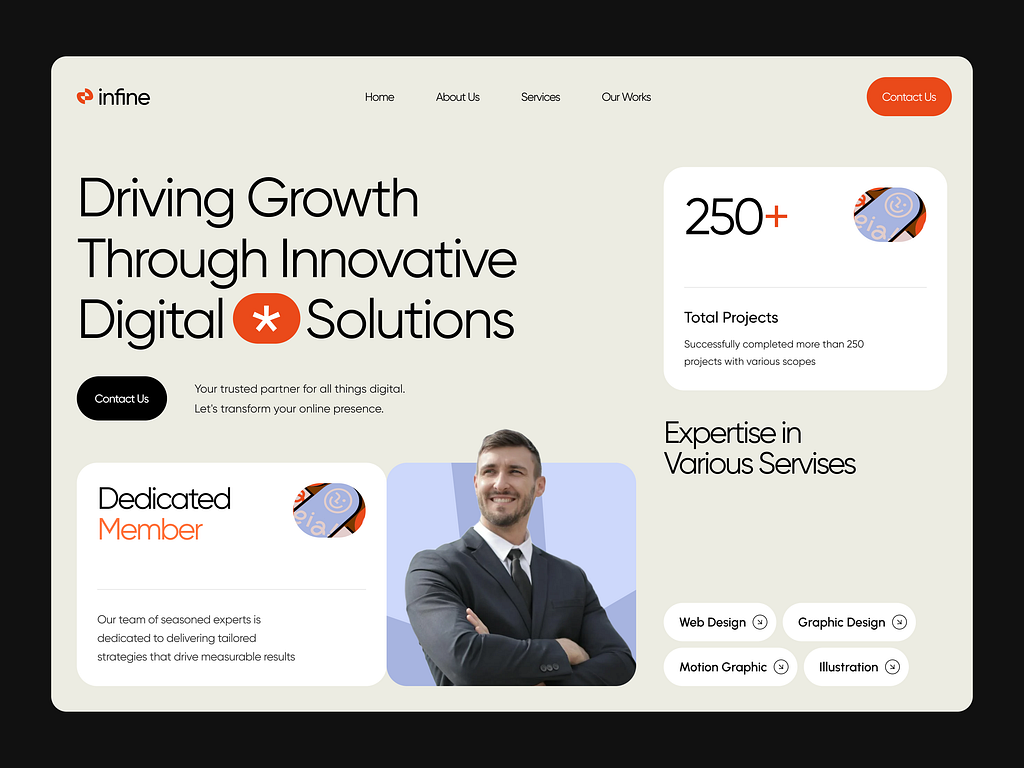 infine
Home
About Us
Services
Our Works
Contact Us
Driving Growth
Through Innovative
Digital * Solutions
Contact Us
Your trusted partner for all things digital.
Let's transform your online presence.
250+
Total Projects
Successfully completed more than 250
projects with various scopes
Dedicated
Member
Our team of seasoned experts is
dedicated to delivering tailored
strategies that drive measurable results
Expertise in
Various Servises
Web Design
Graphic Design
Motion Graphic
Illustration